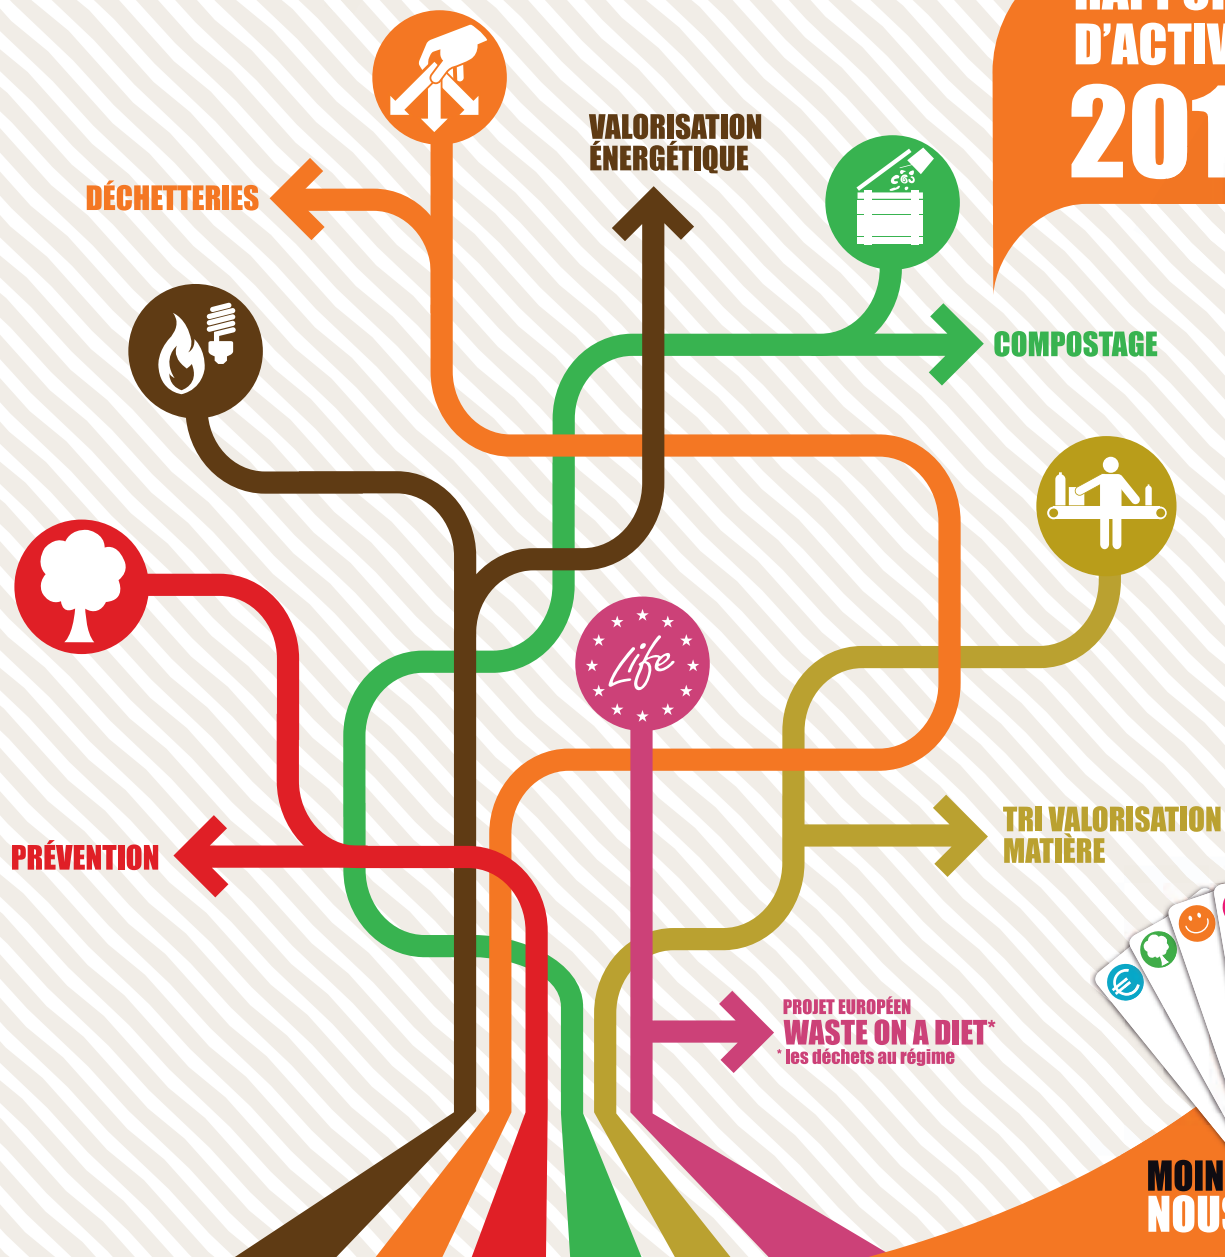 D'ACTIV
201
VALORISATION
ÉNERGÉTIQUE
DÉCHETTERIES
COMPOSTAGE
Life
TRI VALORISATION
MATIÈRE
PRÉVENTION
PROJET EUROPÉEN
WASTE ON A DIET*
* les déchets au régime
MOIN
NOUS